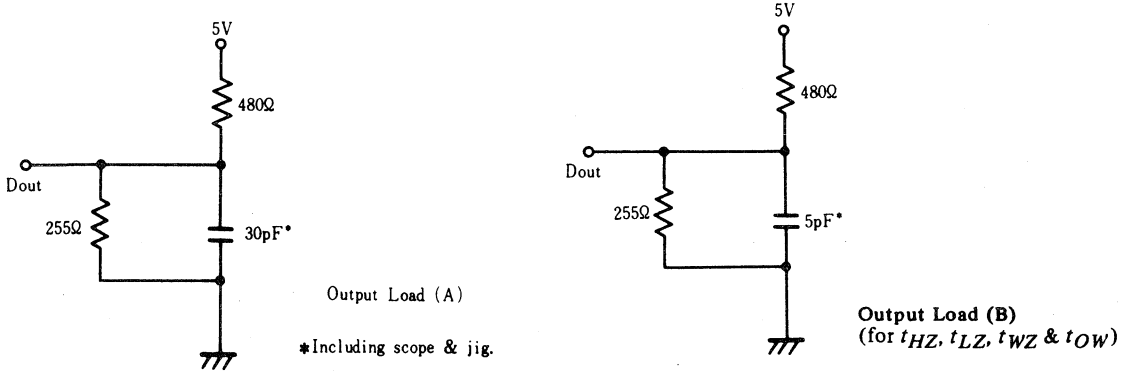 5V
480Ω
Dout
255Ω
30pF*
Output Load (A)
*Including scope & jig.
5V
480Ω
Dout
255Ω
5pF*
Output Load (B)
(for tHZ, tLZ, tWZ & tOW)